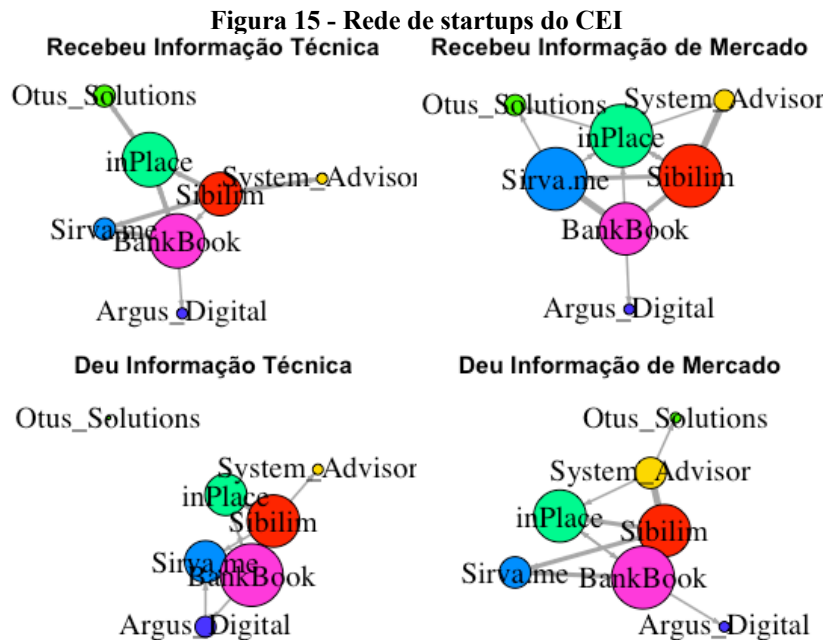 Figura 15 - Rede de startups do CEI
Recebeu Informação Técnica
Otus_Solutions
inPlace
System_Advisor
Sibilim
Sirva.me
BankBook
Argus_Digital
Recebeu Informação de Mercado
System_Advisor
Otus_Solutions
inPlace
Sirva.me
Sibilim
BankBook
Argus_Digital
Deu Informação Técnica
Otus_Solutions
System_Advisor
inPlace
Sibilim
Sirva.me
BankBook
Argus_Digital
Deu Informação de Mercado
Otus_Solutions
System_Advisor
inPlace
Sibilim
Sirva.me
BankBook
Argus_Digital